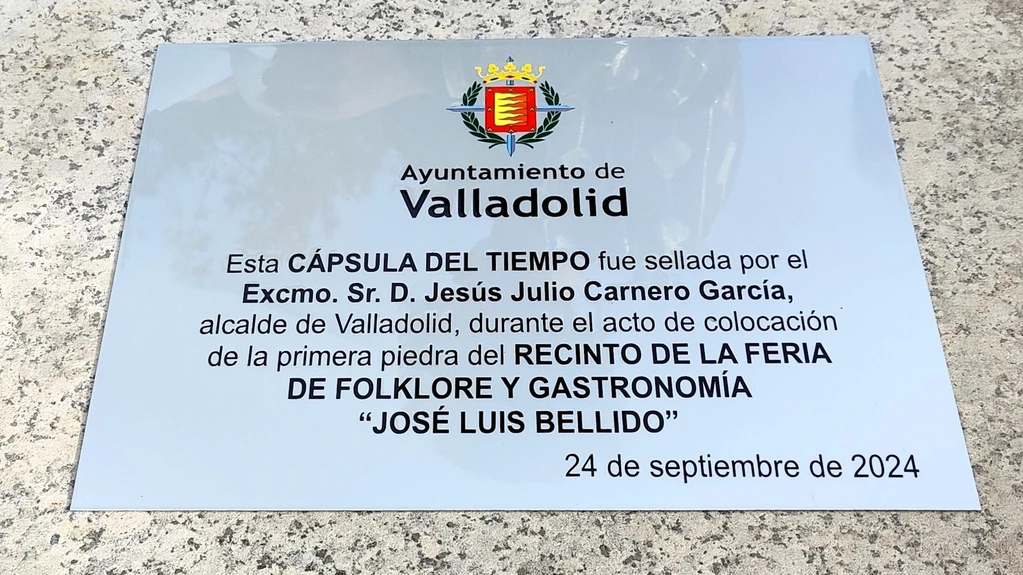 Ayuntamiento de
Valladolid
Esta CÁPSULA DEL TIEMPO fue sellada por el
Excmo. Sr. D. Jesús Julio Carnero García,
alcalde de Valladolid, durante el acto de colocación
de la primera piedra del RECINTO DE LA FERIA
DE FOLKLORE Y GASTRONOMÍA
“JOSÉ LUIS BELLIDO”
24 de septiembre de 2024